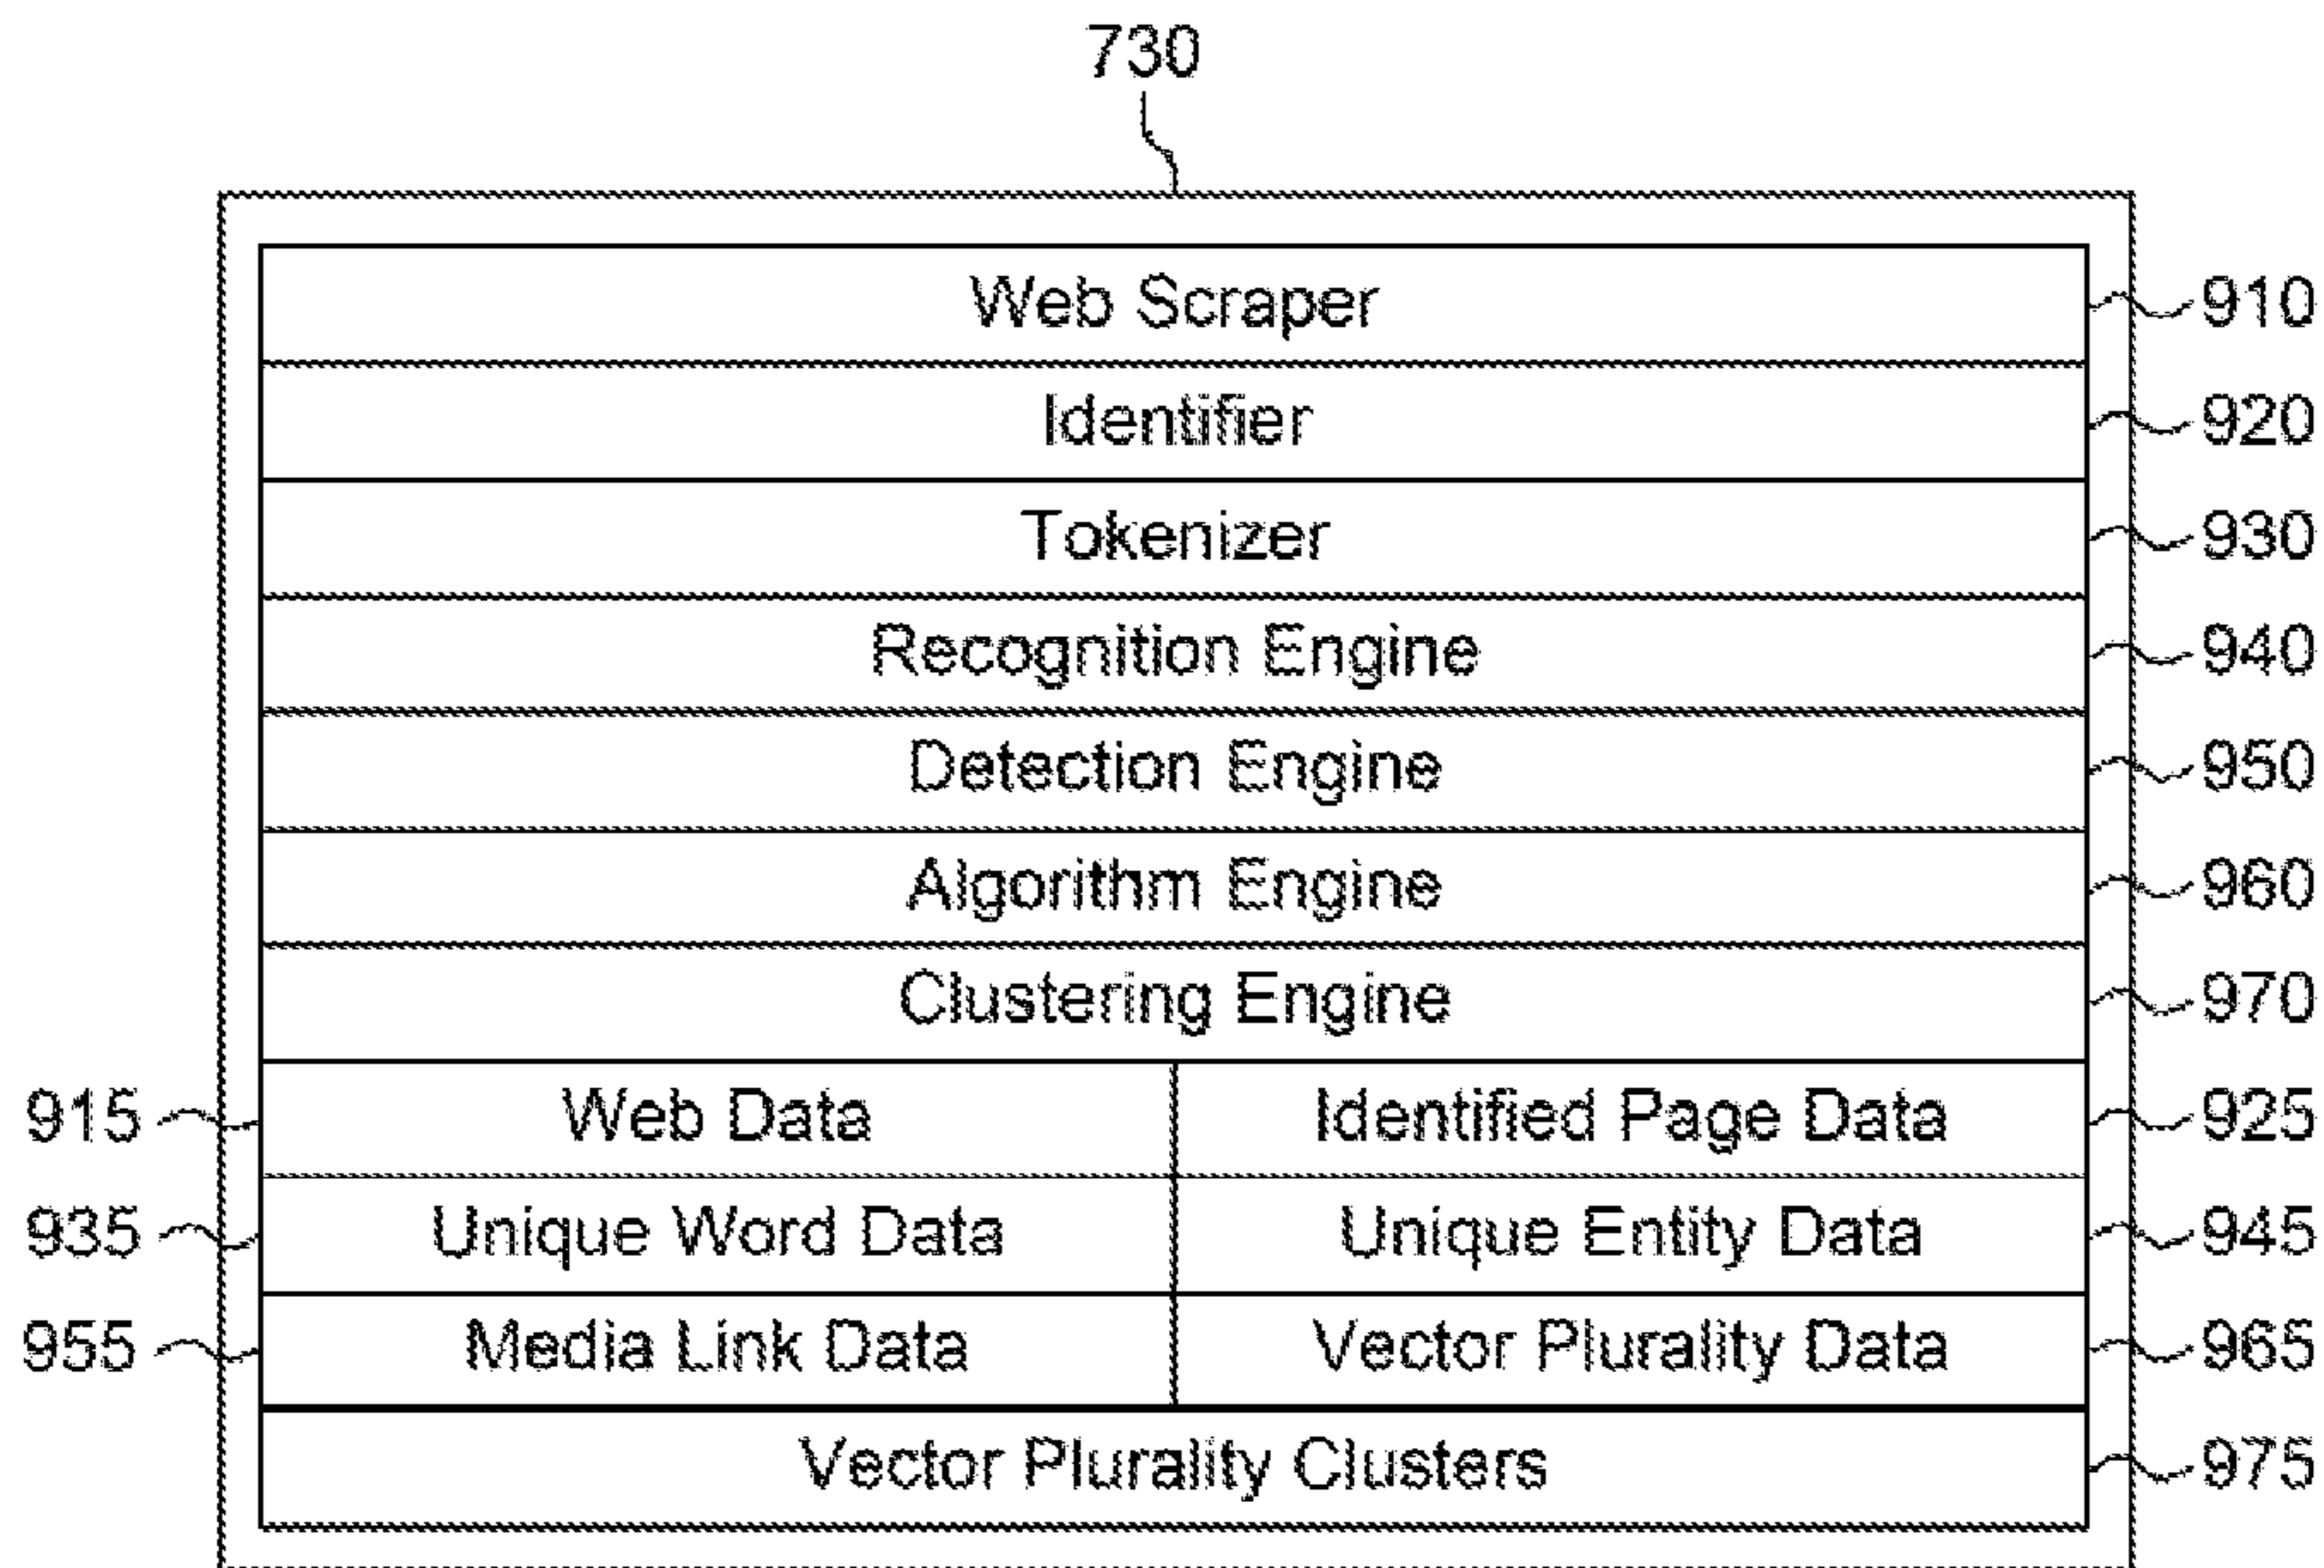 730
Web Scraper 910
Identifier 920
Tokenizer 930
Recognition Engine 940
Detection Engine 950
Algorithm Engine 960
Clustering Engine 970
915 Web Data Identified Page Data 925
935 Unique Word Data Unique Entity Data 945
955 Media Link Data Vector Plurality Data 965
Vector Plurality Clusters 975